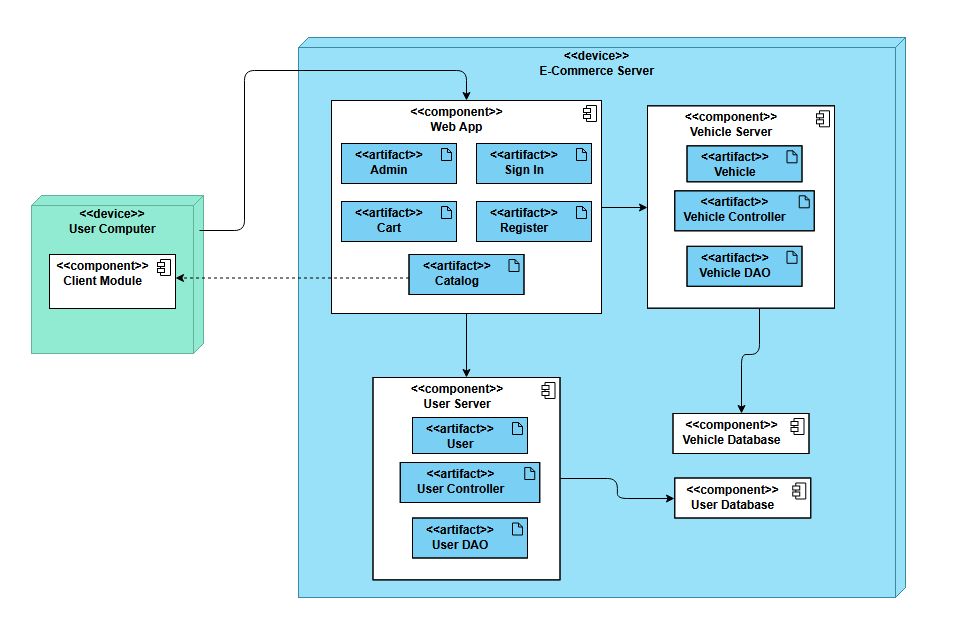 <<device>>
E-Commerce Server
<<component>>
Web App
<<artifact>>
Admin
<<artifact>>
Sign In
<<artifact>>
Cart
<<artifact>>
Register
<<artifact>>
Catalog
<<component>>
Vehicle Server
<<artifact>>
Vehicle
<<artifact>>
Vehicle Controller
<<artifact>>
Vehicle DAO
<<device>>
User Computer
<<component>>
Client Module
<<component>>
User Server
<<artifact>>
User
<<artifact>>
User Controller
<<artifact>>
User DAO
<<component>>
Vehicle Database
<<component>>
User Database